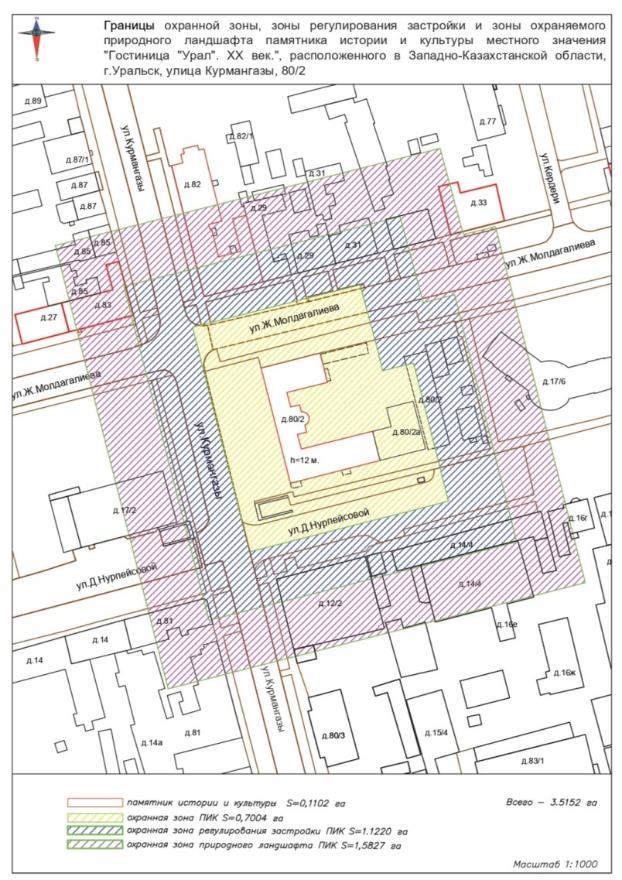 Границы охранной зоны, зоны регулирования застройки и зоны охраняемого
природного ландшафта памятника истории и культуры местного значения
"Гостиница "Урал". XX век.", расположенного в Западно-Казахстанской области,
г.Уральск, улица Курмангазы, 80/2
д.89
ул.Курмангазы
д.82/1
д.77
д.87/1
д.87
д.82
д.31
ул.Кердери
д.87
д.29
д.33
д.85
д.85
д.29
д.31
ул.Ж.Молдагалиева
д.85
д.83
д.27
ул.Ж.Молдагалиева
ул.Ж.Молдагалиева
д.17/6
д.80/2
д.80/2
д.80/2а
ул.Курмангазы
h=12 м.
д.17/2
ул.Д.Нурпейсовой
д.16г
д.1
д.14/4
ул.Д.Нурпейсовой
д.14/4
д.12/2
д.81
д.16е
д.14
д.14
ул.Курмангазы
д.16ж
д.14а
д.81
д.80/3
д.15/4
д.83/1
памятник истории и культуры S=0,1102 га
Всего – 3.5152 га
охранная зона ПИК S=0,7004 га
охранная зона регулирования застройки ПИК S=1.1220 га
охранная зона природного ландшафта ПИК S=1,5827 га
Масштаб 1:1000